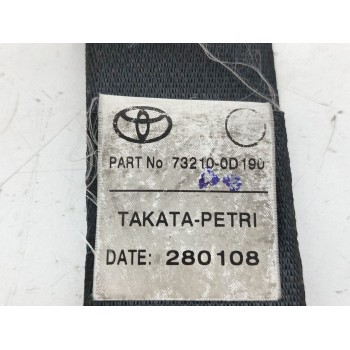 PART No 73210-0D190
TAKATA-PETRI
DATE: 280108